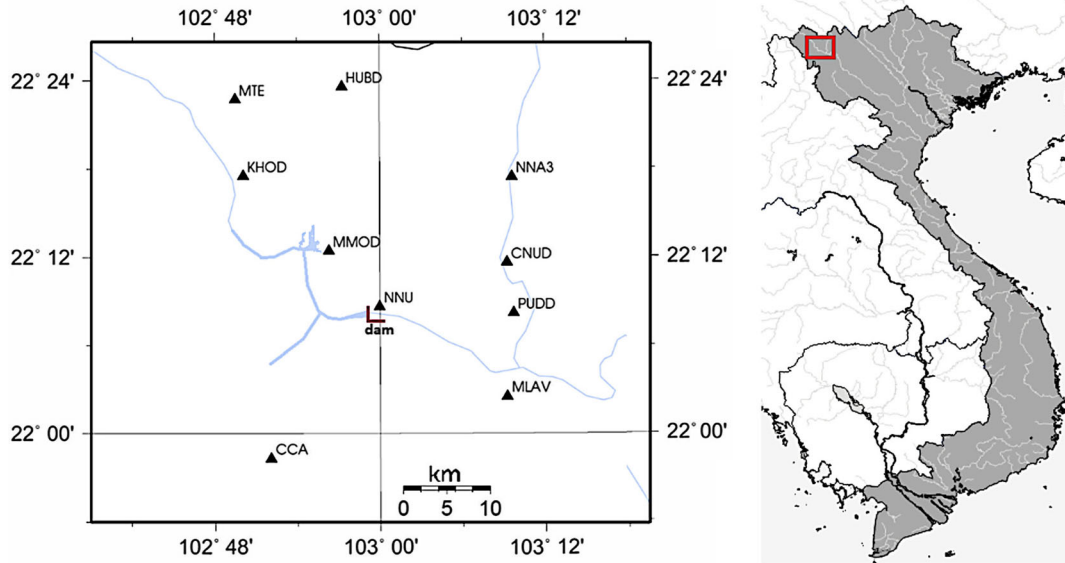 102° 48' 103° 00' 103° 12'
22° 24' 22° 24'
HUBD
MTE
KHOD
NNA3
MMOD
CNUD
22° 12' 22° 12'
NNU
PUDD
dam
MLAV
22° 00' 22° 00'
CCA
km
0 5 10
102° 48' 103° 00' 103° 12'